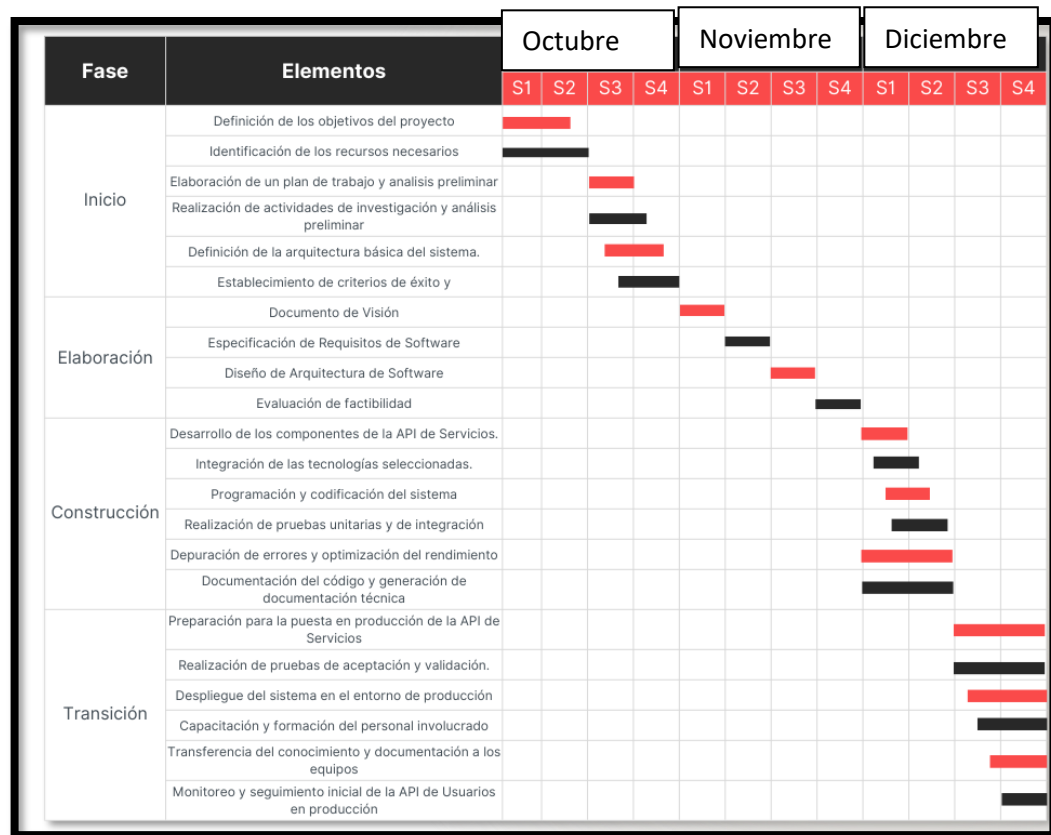 Octubre Noviembre Diciembre
Fase Elementos
S1 S2 S3 S4 S1 S2 S3 S4 S1 S2 S3 S4
Inicio
Definición de los objetivos del proyecto
Identificación de los recursos necesarios
Elaboración de un plan de trabajo y analisis preliminar
Realización de actividades de investigación y análisis
preliminar
Definición de la arquitectura básica del sistema.
Establecimiento de criterios de éxito y
Elaboración
Documento de Visión
Especificación de Requisitos de Software
Diseño de Arquitectura de Software
Evaluación de factibilidad
Construcción
Desarrollo de los componentes de la API de Servicios.
Integración de las tecnologías seleccionadas.
Programación y codificación del sistema
Realización de pruebas unitarias y de integración
Depuración de errores y optimización del rendimiento
Documentación del código y generación de
documentación técnica
Transición
Preparación para la puesta en producción de la API de
Servicios
Realización de pruebas de aceptación y validación.
Despliegue del sistema en el entorno de producción
Capacitación y formación del personal involucrado
Transferencia del conocimiento y documentación a los
equipos
Monitoreo y seguimiento inicial de la API de Usuarios
en producción